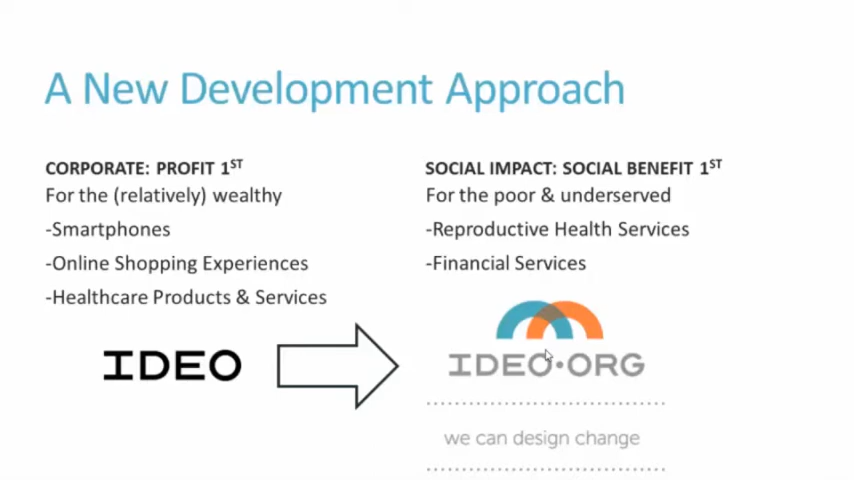 A New Development Approach
CORPORATE: PROFIT 1ST
For the (relatively) wealthy
-Smartphones
-Online Shopping Experiences
-Healthcare Products & Services
IDEO
SOCIAL IMPACT: SOCIAL BENEFIT 1ST
For the poor & underserved
-Reproductive Health Services
-Financial Services
IDEO•ORG
we can design change